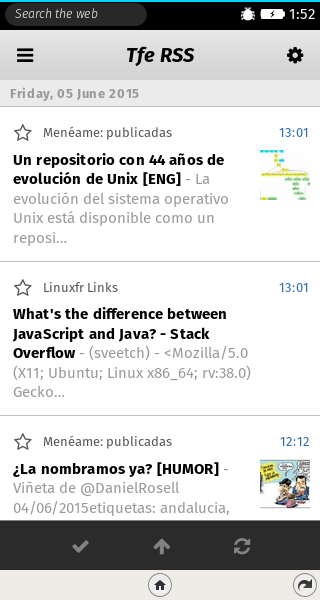 Search the web
1:52
Tfe RSS
Friday, 05 June 2015
Menéame: publicadas 13:01
Un repositorio con 44 años de
evolución de Unix [ENG] - La
evolución del sistema operativo
Unix está disponible como un
reposi...
Linuxfr Links 13:01
What's the difference between
JavaScript and Java? - Stack
Overflow - (sveetch) - <Mozilla/5.0
(X11; Ubuntu; Linux x86_64; rv:38.0)
Gecko...
Menéame: publicadas 12:12
¿La nombramos ya? [HUMOR] -
Viñeta de @DanielRosell
04/06/2015etiquetas: andalucia,